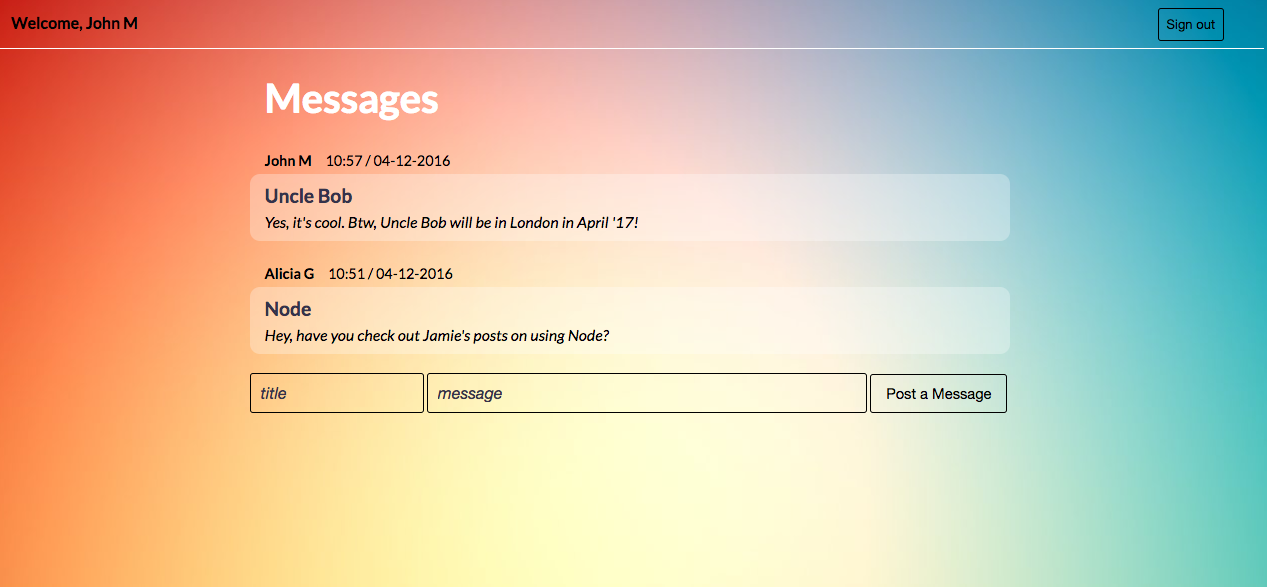 Welcome, John M
Sign out
Messages
John M 10:57 / 04-12-2016
Uncle Bob
Yes, it's cool. Btw, Uncle Bob will be in London in April '17!
Alicia G 10:51 / 04-12-2016
Node
Hey, have you check out Jamie's posts on using Node?
title message Post a Message